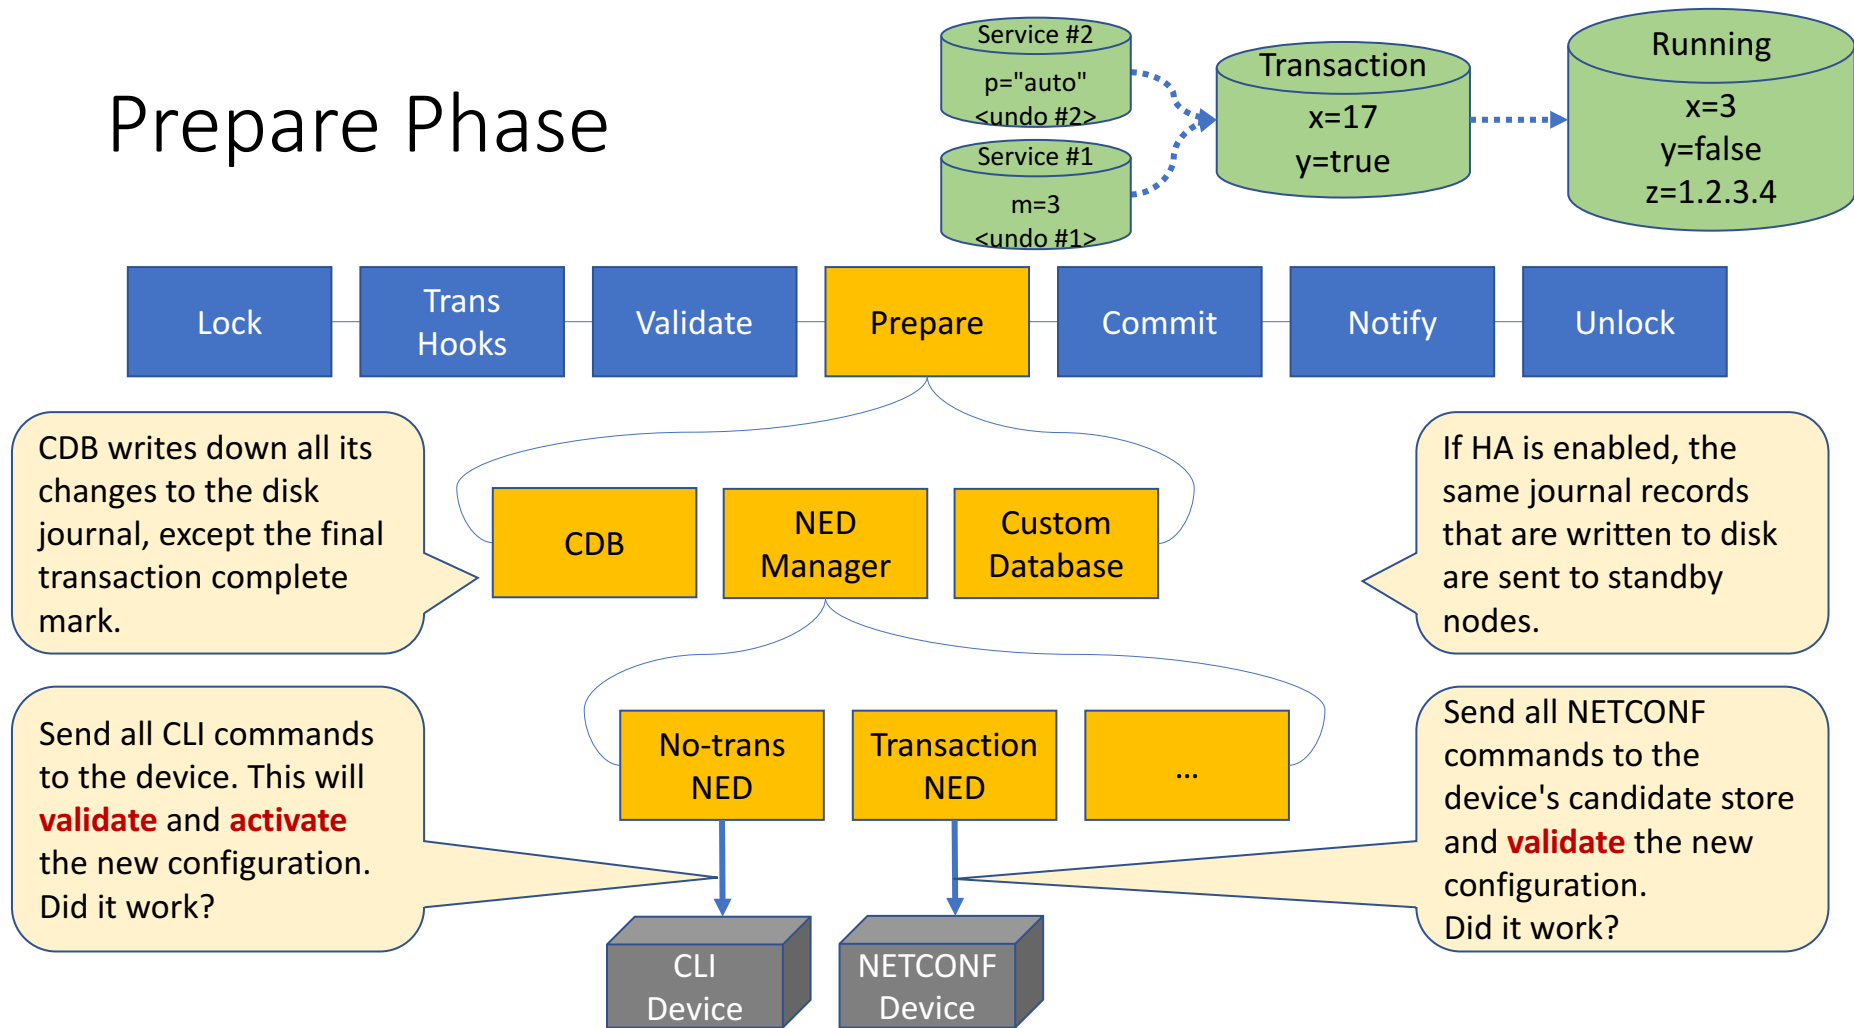 Prepare Phase
Service #2
p="auto"
<undo #2>
Service #1
m=3
<undo #1>
Transaction
x=17
y=true
Running
x=3
y=false
z=1.2.3.4
Lock
Trans
Hooks
Validate
Prepare
Commit
Notify
Unlock
CDB writes down all its
changes to the disk
journal, except the final
transaction complete
mark.
CDB
NED
Manager
Custom
Database
If HA is enabled, the
same journal records
that are written to disk
are sent to standby
nodes.
Send all CLI commands
to the device. This will
validate and activate
the new configuration.
Did it work?
No-trans
NED
Transaction
NED
...
Send all NETCONF
commands to the
device's candidate store
and validate the new
configuration.
Did it work?
CLI
Device
NETCONF
Device